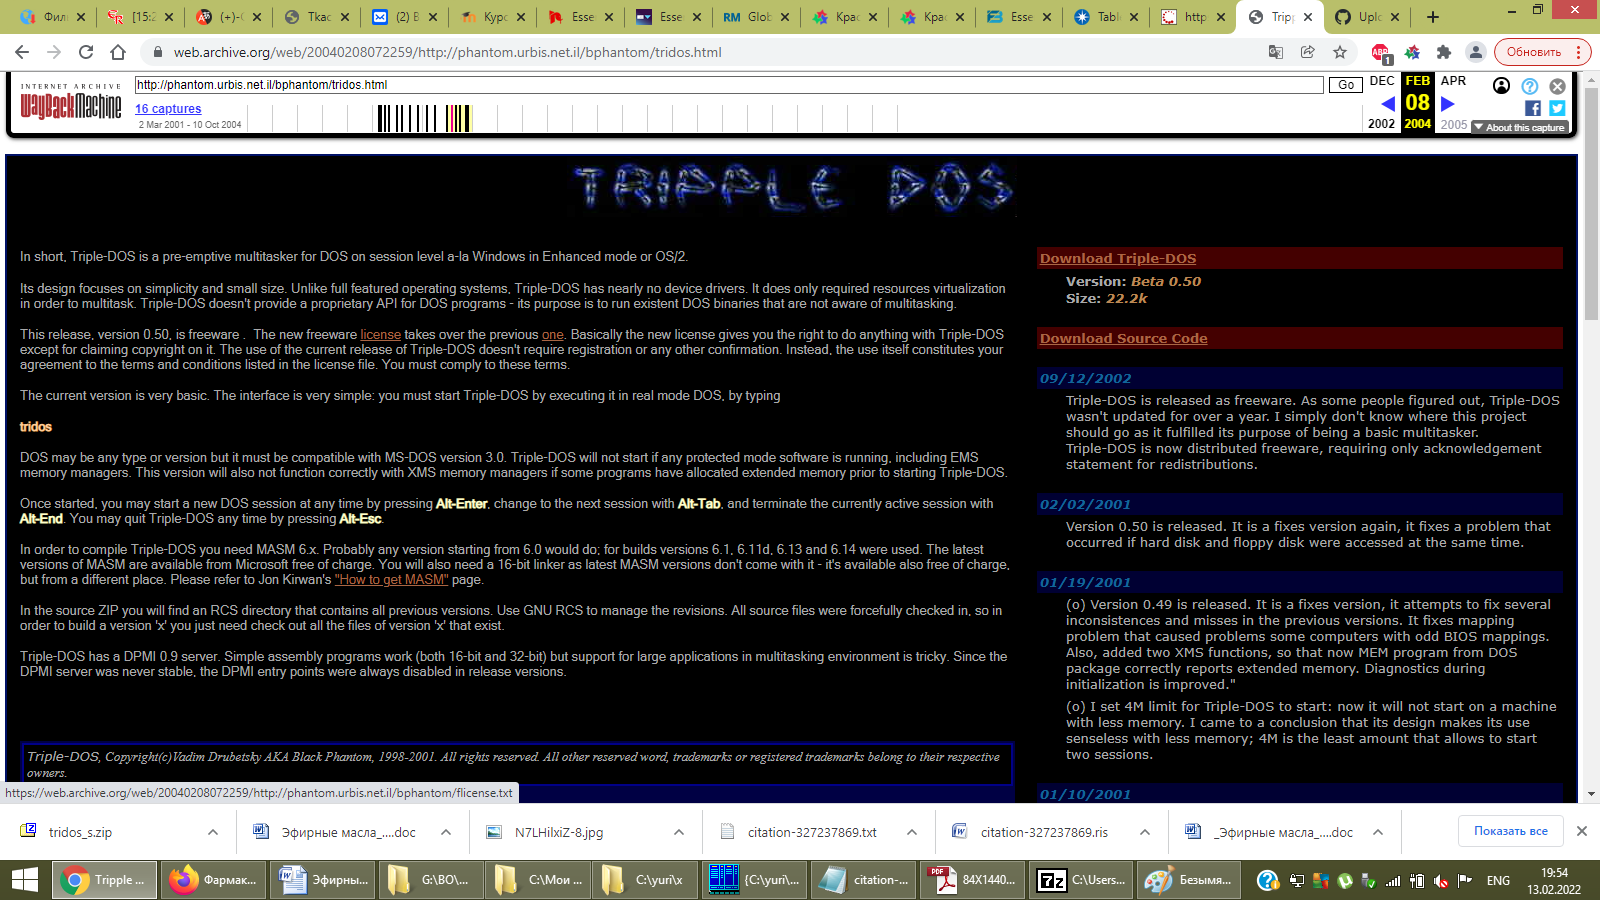 Фил
[15:2
(+)-C
Tkac
(2) B
Курс
Esse
Esse
RM Glob
Крас
Крас
Esse
Table
http
Tripp
Uplo
web.archive.org/web/20040208072259/http://phantom.urbis.net.il/bphantom/tridos.html
ABP
1
Обновить
INTERNET ARCHIVE
WayBackMachine
http://phantom.urbis.net.il/bphantom/tridos.html
Go
16 captures
2 Mar 2001 - 10 Oct 2004
DEC FEB APR
08
2002 2004 2005
About this capture
TRIPPLE DOS
In short, Triple-DOS is a pre-emptive multitasker for DOS on session level a-la Windows in Enhanced mode or OS/2.
Its design focuses on simplicity and small size. Unlike full featured operating systems, Triple-DOS has nearly no device drivers. It does only required resources virtualization
in order to multitask. Triple-DOS doesn't provide a proprietary API for DOS programs - its purpose is to run existent DOS binaries that are not aware of multitasking.
This release, version 0.50, is freeware . The new freeware license takes over the previous one. Basically the new license gives you the right to do anything with Triple-DOS
except for claiming copyright on it. The use of the current release of Triple-DOS doesn't require registration or any other confirmation. Instead, the use itself constitutes your
agreement to the terms and conditions listed in the license file. You must comply to these terms.
The current version is very basic. The interface is very simple: you must start Triple-DOS by executing it in real mode DOS, by typing
tridos
DOS may be any type or version but it must be compatible with MS-DOS version 3.0. Triple-DOS will not start if any protected mode software is running, including EMS
memory managers. This version will also not function correctly with XMS memory managers if some programs have allocated extended memory prior to starting Triple-DOS.
Once started, you may start a new DOS session at any time by pressing Alt-Enter, change to the next session with Alt-Tab, and terminate the currently active session with
Alt-End. You may quit Triple-DOS any time by pressing Alt-Esc.
In order to compile Triple-DOS you need MASM 6.x. Probably any version starting from 6.0 would do; for builds versions 6.1, 6.11d, 6.13 and 6.14 were used. The latest
versions of MASM are available from Microsoft free of charge. You will also need a 16-bit linker as latest MASM versions don't come with it - it's available also free of charge,
but from a different place. Please refer to Jon Kirwan's "How to get MASM" page.
In the source ZIP you will find an RCS directory that contains all previous versions. Use GNU RCS to manage the revisions. All source files were forcefully checked in, so in
order to build a version 'x' you just need check out all the files of version 'x' that exist.
Triple-DOS has a DPMI 0.9 server. Simple assembly programs work (both 16-bit and 32-bit) but support for large applications in multitasking environment is tricky. Since the
DPMI server was never stable, the DPMI entry points were always disabled in release versions.
Triple-DOS, Copyright(c)Vadim Drubetsky AKA Black Phantom, 1998-2001. All rights reserved. All other reserved word, trademarks or registered trademarks belong to their respective
owners.
Download Triple-DOS
Version: Beta 0.50
Size: 22.2k
Download Source Code
09/12/2002
Triple-DOS is released as freeware. As some people figured out, Triple-DOS
wasn't updated for over a year. I simply don't know where this project
should go as it fulfilled its purpose of being a basic multitasker.
Triple-DOS is now distributed freeware, requiring only acknowledgement
statement for redistributions.
02/02/2001
Version 0.50 is released. It is a fixes version again, it fixes a problem that
occurred if hard disk and floppy disk were accessed at the same time.
01/19/2001
(o) Version 0.49 is released. It is a fixes version, it attempts to fix several
inconsistences and misses in the previous versions. It fixes mapping
problem that caused problems some computers with odd BIOS mappings.
Also, added two XMS functions, so that now MEM program from DOS
package correctly reports extended memory. Diagnostics during
initialization is improved."
(o) I set 4M limit for Triple-DOS to start: now it will not start on a machine
with less memory. I came to a conclusion that its design makes its use
senseless with less memory; 4M is the least amount that allows to start
two sessions.
01/10/2001
https://web.archive.org/web/20040208072259/http://phantom.urbis.net.il/bphantom/flicense.txt
tridos_s.zip
Эфирные масла_....doc
N7LHilxiZ-8.jpg
citation-327237869.txt
citation-327237869.ris
_Эфирные масла_....doc
Показать все
Tripple ...
Фармак...
Эфирны...
G:\BO\...
C:\Мои ...
C:\yuri\x
{C:\yuri\...
citation-...
PDF
84X1440...
7z
C:\Users...
Безымя...
ENG
19:54
13.02.2022